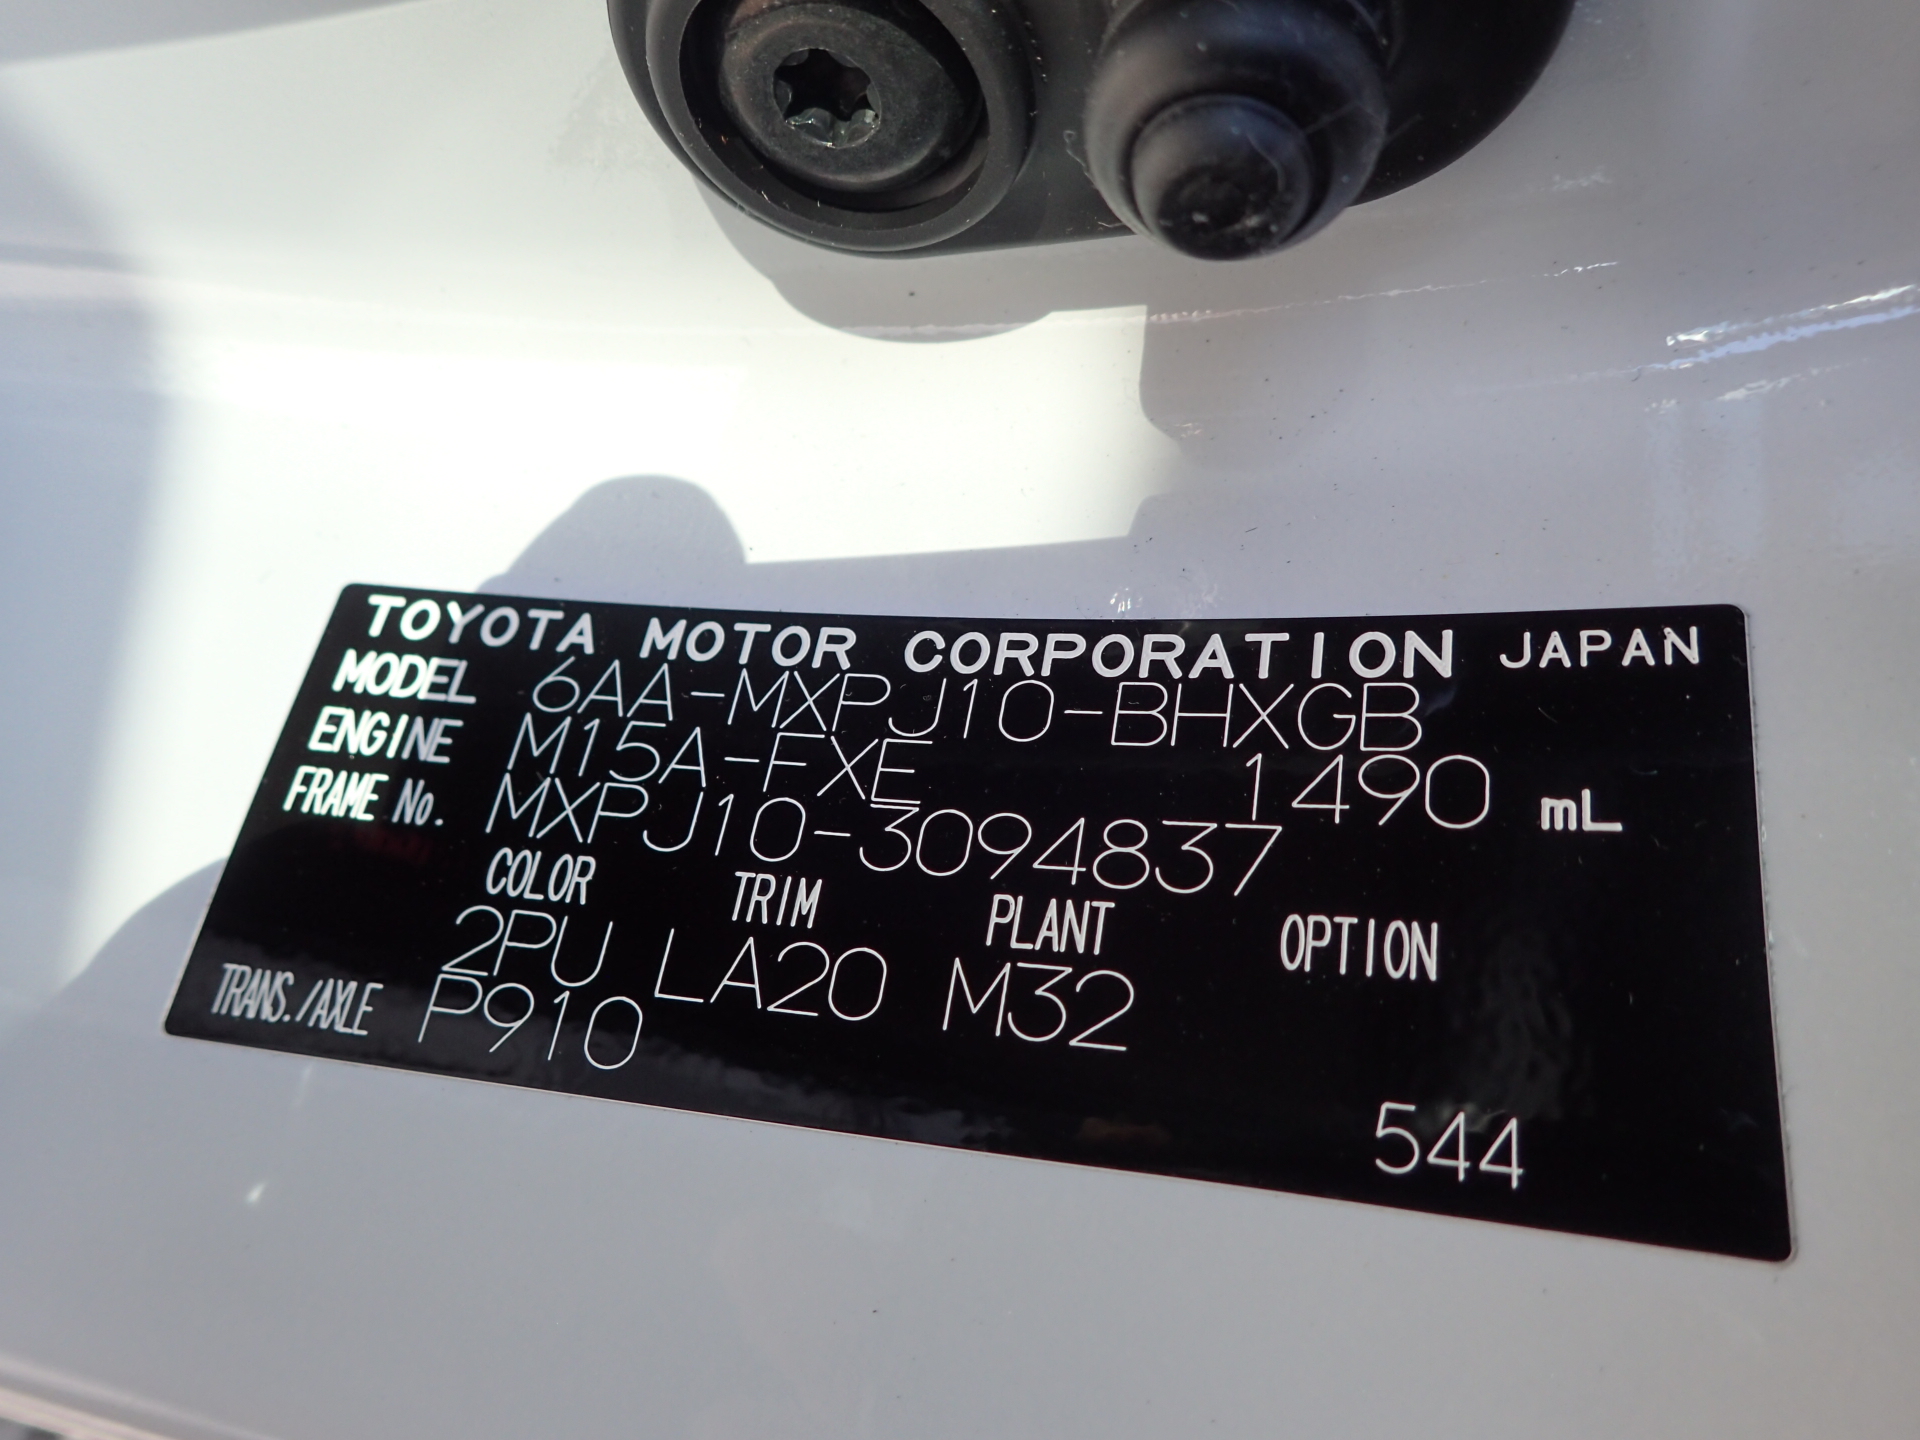 TOYOTA MOTOR CORPORATION JAPAN
MODEL 6AA-MXPJ10-BHXGB
ENGINE M15A-FXE 1490 mL
FRAME No. MXPJ10-3094837
COLOR TRIM PLANT OPTION
2PU LA20 M32
TRANS./AXLE P910
544